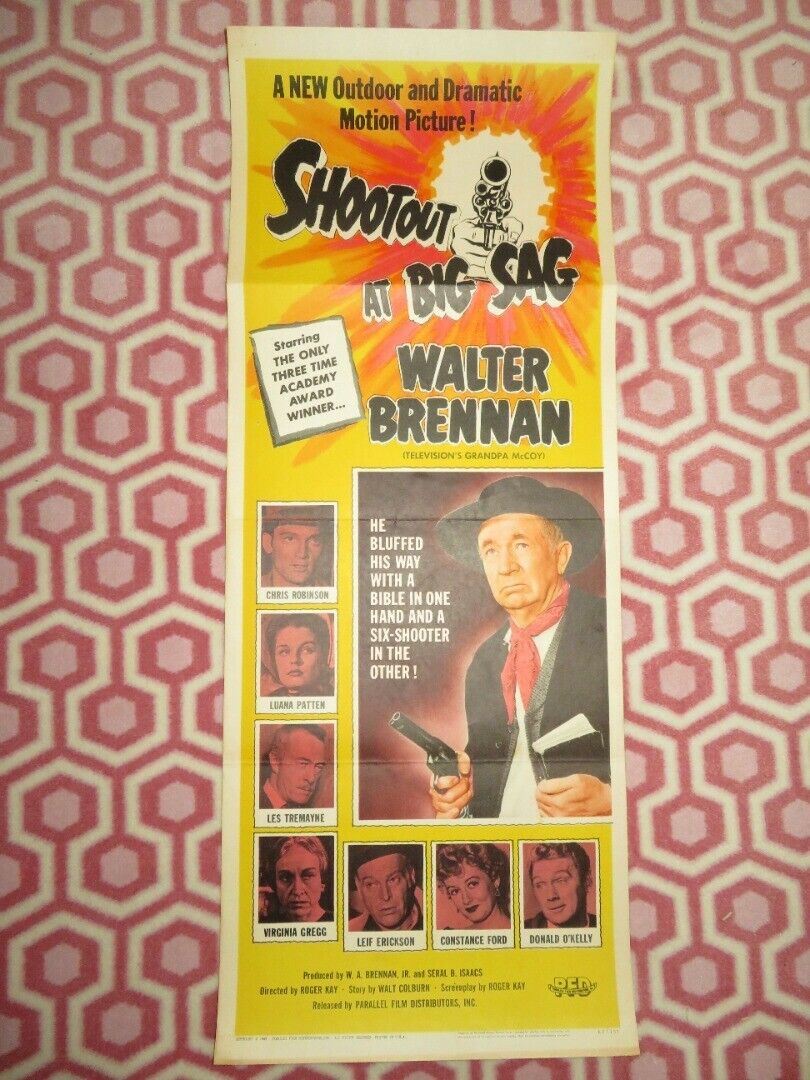 A NEW Outdoor and Dramatic
Motion Picture!
SHOOTOUT
AT BIG SAG
Starring
THE ONLY
THREE TIME
ACADEMY
AWARD
WINNER...
WALTER
BRENNAN
(TELEVISION'S GRANDPA McCOY)
HE
BLUFFED
HIS WAY
WITH A
BIBLE IN ONE
HAND AND A
SIX-SHOOTER
IN THE
OTHER!
CHRIS ROBINSON
LUANA PATTEN
LES TREMAYNE
VIRGINIA GREGG
LEIF ERICKSON
CONSTANCE FORD
DONALD O'KELLY
Produced by W. A. BRENNAN, JR. and SERAL B. ISAACS
Directed by ROGER KAY - Story by WALT COLBURN - Screenplay by ROGER KAY
Released by PARALLEL FILM DISTRIBUTORS, INC.
PFD